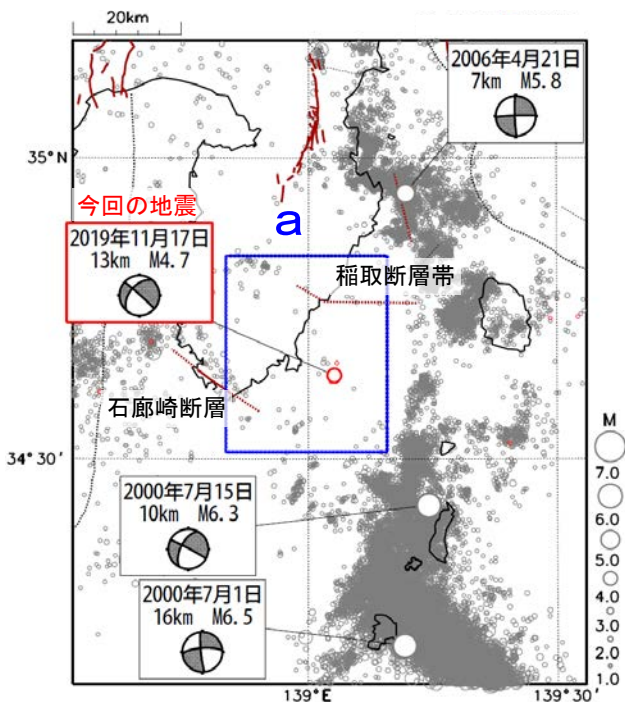 20km
2006年4月21日
7km M5.8
35°N
今回の地震
2019年11月17日
13km M4.7
a
稲取断層帯
石廊崎断層
34°30′
2000年7月15日
10km M6.3
2000年7月1日
16km M6.5
M
7.0
6.0
5.0
4.0
3.0
2.0
1.0
139°E
139°30′